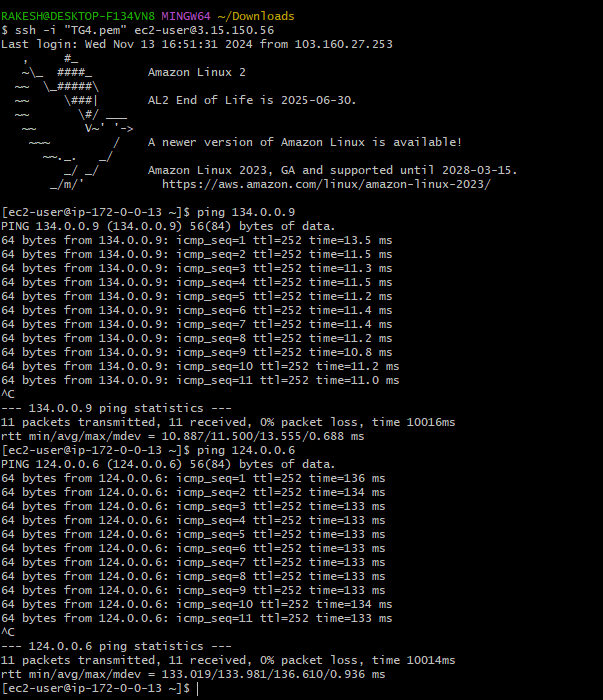 RAKESH@DESKTOP-F134VN8 MINGW64 ~/Downloads
$ ssh -i "TG4.pem" ec2-user@3.15.150.56
Last login: Wed Nov 13 16:51:31 2024 from 103.160.27.253
   ,     #_
   ~\_  ####_        Amazon Linux 2
  ~~  \_#####\
  ~~     \###|       AL2 End of Life is 2025-06-30.
  ~~       \#/ ___
   ~~       V~' '->
    ~~~         /    A newer version of Amazon Linux is available!
      ~~._.   _/
         _/ _/       Amazon Linux 2023, GA and supported until 2028-03-15.
       _/m/'           https://aws.amazon.com/linux/amazon-linux-2023/

[ec2-user@ip-172-0-0-13 ~]$ ping 134.0.0.9
PING 134.0.0.9 (134.0.0.9) 56(84) bytes of data.
64 bytes from 134.0.0.9: icmp_seq=1 ttl=252 time=13.5 ms
64 bytes from 134.0.0.9: icmp_seq=2 ttl=252 time=11.5 ms
64 bytes from 134.0.0.9: icmp_seq=3 ttl=252 time=11.3 ms
64 bytes from 134.0.0.9: icmp_seq=4 ttl=252 time=11.5 ms
64 bytes from 134.0.0.9: icmp_seq=5 ttl=252 time=11.2 ms
64 bytes from 134.0.0.9: icmp_seq=6 ttl=252 time=11.4 ms
64 bytes from 134.0.0.9: icmp_seq=7 ttl=252 time=11.4 ms
64 bytes from 134.0.0.9: icmp_seq=8 ttl=252 time=11.2 ms
64 bytes from 134.0.0.9: icmp_seq=9 ttl=252 time=10.8 ms
64 bytes from 134.0.0.9: icmp_seq=10 ttl=252 time=11.2 ms
64 bytes from 134.0.0.9: icmp_seq=11 ttl=252 time=11.0 ms
^C
--- 134.0.0.9 ping statistics ---
11 packets transmitted, 11 received, 0% packet loss, time 10016ms
rtt min/avg/max/mdev = 10.887/11.500/13.555/0.688 ms
[ec2-user@ip-172-0-0-13 ~]$ ping 124.0.0.6
PING 124.0.0.6 (124.0.0.6) 56(84) bytes of data.
64 bytes from 124.0.0.6: icmp_seq=1 ttl=252 time=136 ms
64 bytes from 124.0.0.6: icmp_seq=2 ttl=252 time=134 ms
64 bytes from 124.0.0.6: icmp_seq=3 ttl=252 time=133 ms
64 bytes from 124.0.0.6: icmp_seq=4 ttl=252 time=133 ms
64 bytes from 124.0.0.6: icmp_seq=5 ttl=252 time=133 ms
64 bytes from 124.0.0.6: icmp_seq=6 ttl=252 time=133 ms
64 bytes from 124.0.0.6: icmp_seq=7 ttl=252 time=133 ms
64 bytes from 124.0.0.6: icmp_seq=8 ttl=252 time=133 ms
64 bytes from 124.0.0.6: icmp_seq=9 ttl=252 time=133 ms
64 bytes from 124.0.0.6: icmp_seq=10 ttl=252 time=134 ms
64 bytes from 124.0.0.6: icmp_seq=11 ttl=252 time=133 ms
^C
--- 124.0.0.6 ping statistics ---
11 packets transmitted, 11 received, 0% packet loss, time 10014ms
rtt min/avg/max/mdev = 133.019/133.981/136.610/0.936 ms
[ec2-user@ip-172-0-0-13 ~]$